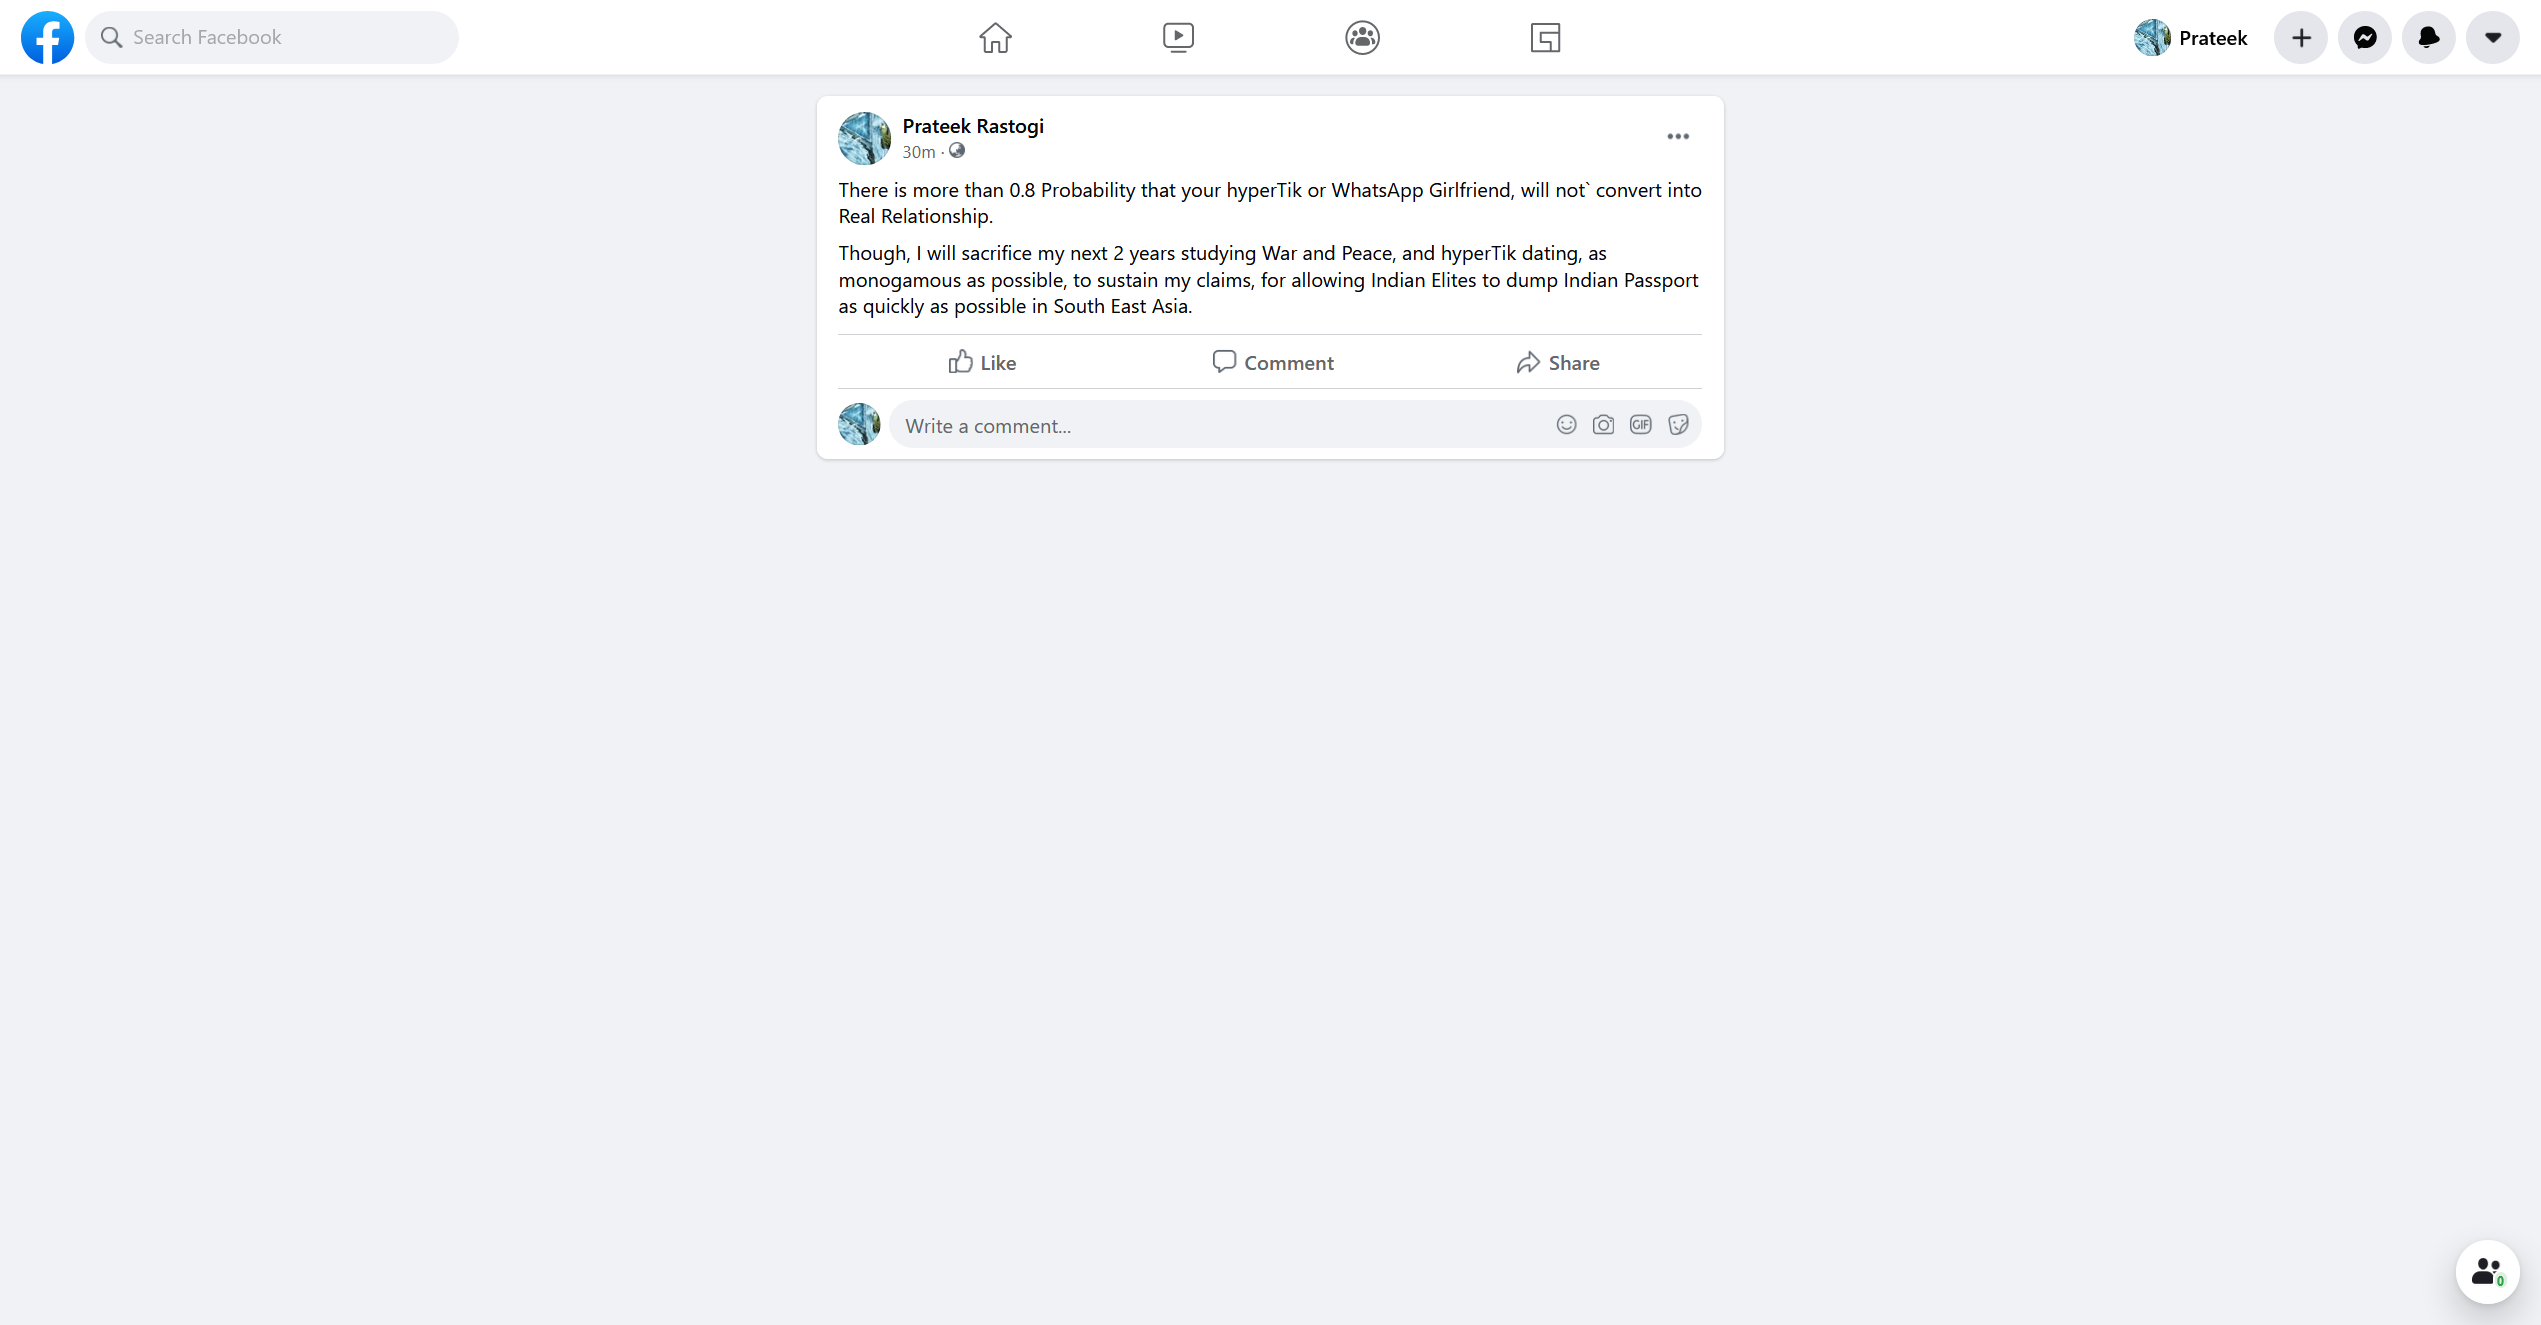 Search Facebook
Prateek
Prateek Rastogi
30m ·
There is more than 0.8 Probability that your hyperTik or WhatsApp Girlfriend, will not` convert into
Real Relationship.
Though, I will sacrifice my next 2 years studying War and Peace, and hyperTik dating, as
monogamous as possible, to sustain my claims, for allowing Indian Elites to dump Indian Passport
as quickly as possible in South East Asia.
Like
Comment
Share
Write a comment...
GIF
0